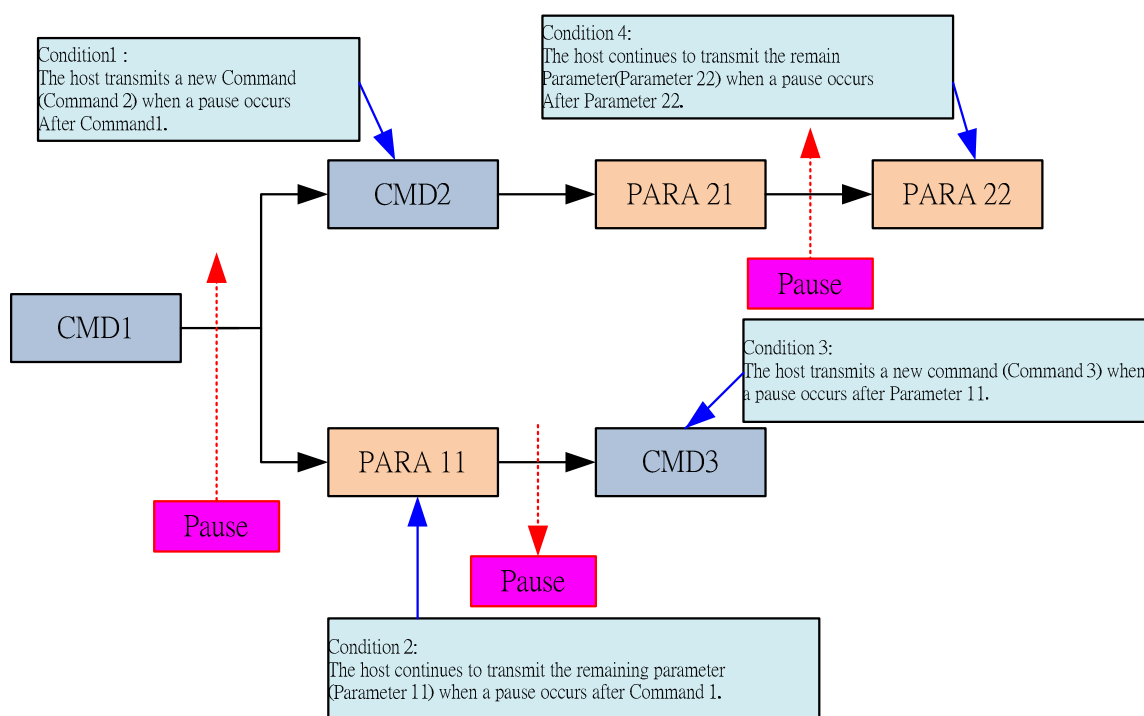 Condition1 :
The host transmits a new Command
(Command 2) when a pause occurs
After Command1.
Condition 4:
The host continues to transmit the remain
Parameter(Parameter 22) when a pause occurs
After Parameter 22.
CMD2
PARA 21
PARA 22
Pause
CMD1
Condition 3:
The host transmits a new command (Command 3) when
a pause occurs after Parameter 11.
PARA 11
CMD3
Pause
Pause
Condition 2:
The host continues to transmit the remaining parameter
(Parameter 11) when a pause occurs after Command 1.